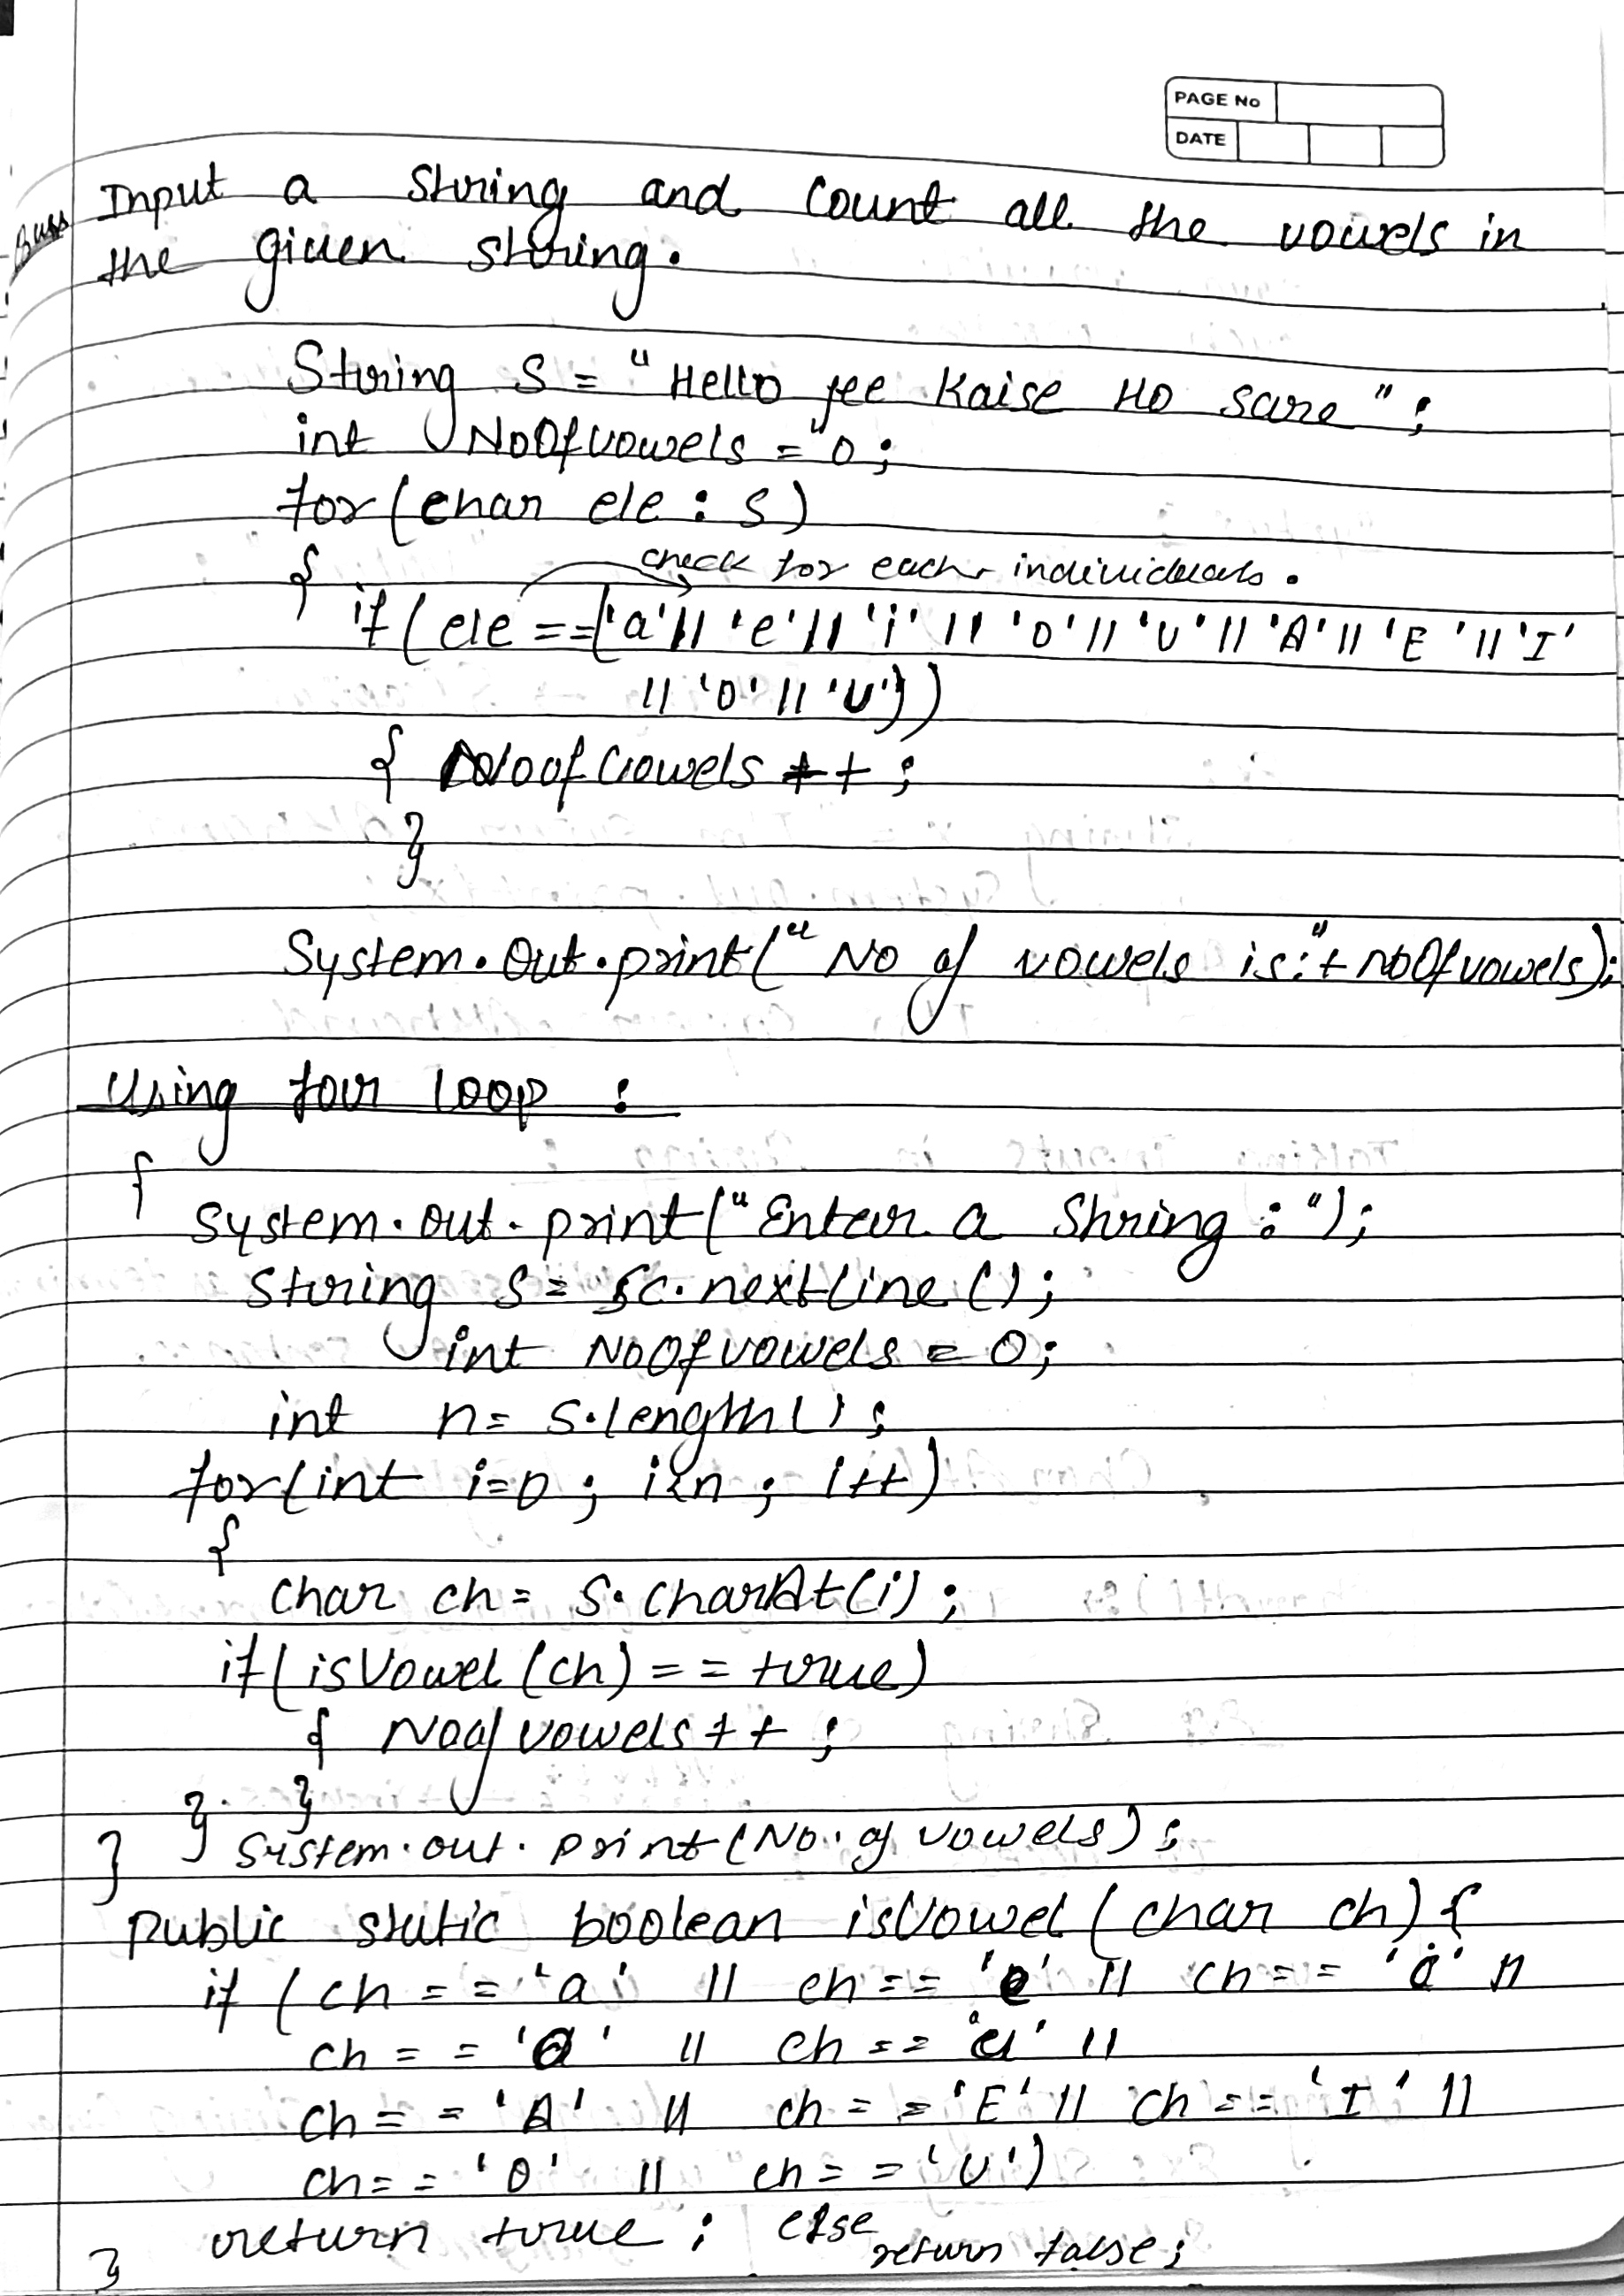 PAGE No
DATE
Input a String and Count all the vowels in
the given string.
String S = "Hello jee Kaise Ho sare";
int NoOfvowels = 0;
for(char ele : s)
{ check for each individuals.
if(ele ==('a'|| 'e'|| 'i' || 'o' || 'u' || 'A' || 'E' || 'I'
|| 'O' || 'U'))
{ Noofvowels ++ ;
}
System.Out.print("No of vowels is:"+ noOfvowels);
Using for loop :
{
System.out.print("Enter a String : ");
String s = sc.nextline();
int NoOfvowels = 0;
int n= s.length();
for(int i=0 ; i<n ; i++)
{
char ch = s.charAt(i) ;
if(isVowel(ch) == true)
{ Noofvowels ++ ;
} }
} System.out.print(No. of vowels);
public static boolean isVowel(char ch) {
if (ch == 'a' || ch == 'e' || ch == 'i' ||
ch == 'o' || ch == 'u' ||
ch == 'A' || ch == 'E' || ch == 'I' ||
ch == 'O' || ch == 'U')
return true ; else return false;
}